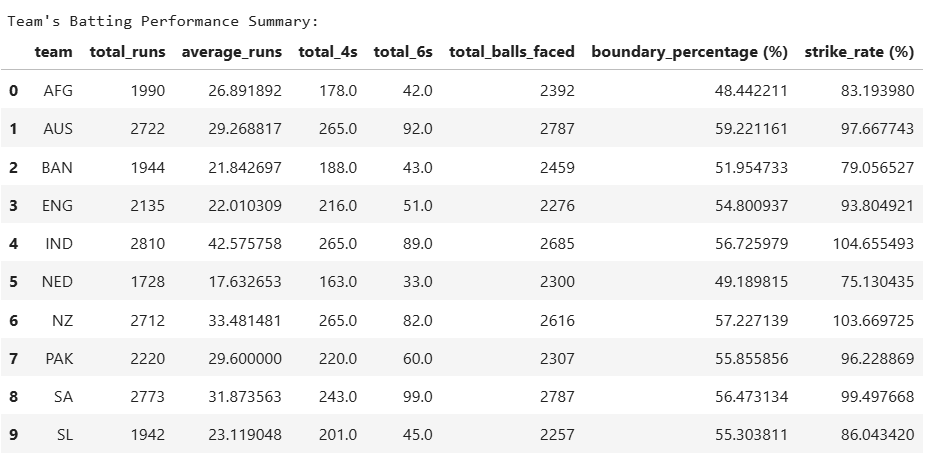 Team's Batting Performance Summary:
team total_runs average_runs total_4s total_6s total_balls_faced boundary_percentage (%) strike_rate (%)
0 AFG 1990 26.891892 178.0 42.0 2392 48.442211 83.193980
1 AUS 2722 29.268817 265.0 92.0 2787 59.221161 97.667743
2 BAN 1944 21.842697 188.0 43.0 2459 51.954733 79.056527
3 ENG 2135 22.010309 216.0 51.0 2276 54.800937 93.804921
4 IND 2810 42.575758 265.0 89.0 2685 56.725979 104.655493
5 NED 1728 17.632653 163.0 33.0 2300 49.189815 75.130435
6 NZ 2712 33.481481 265.0 82.0 2616 57.227139 103.669725
7 PAK 2220 29.600000 220.0 60.0 2307 55.855856 96.228869
8 SA 2773 31.873563 243.0 99.0 2787 56.473134 99.497668
9 SL 1942 23.119048 201.0 45.0 2257 55.303811 86.043420